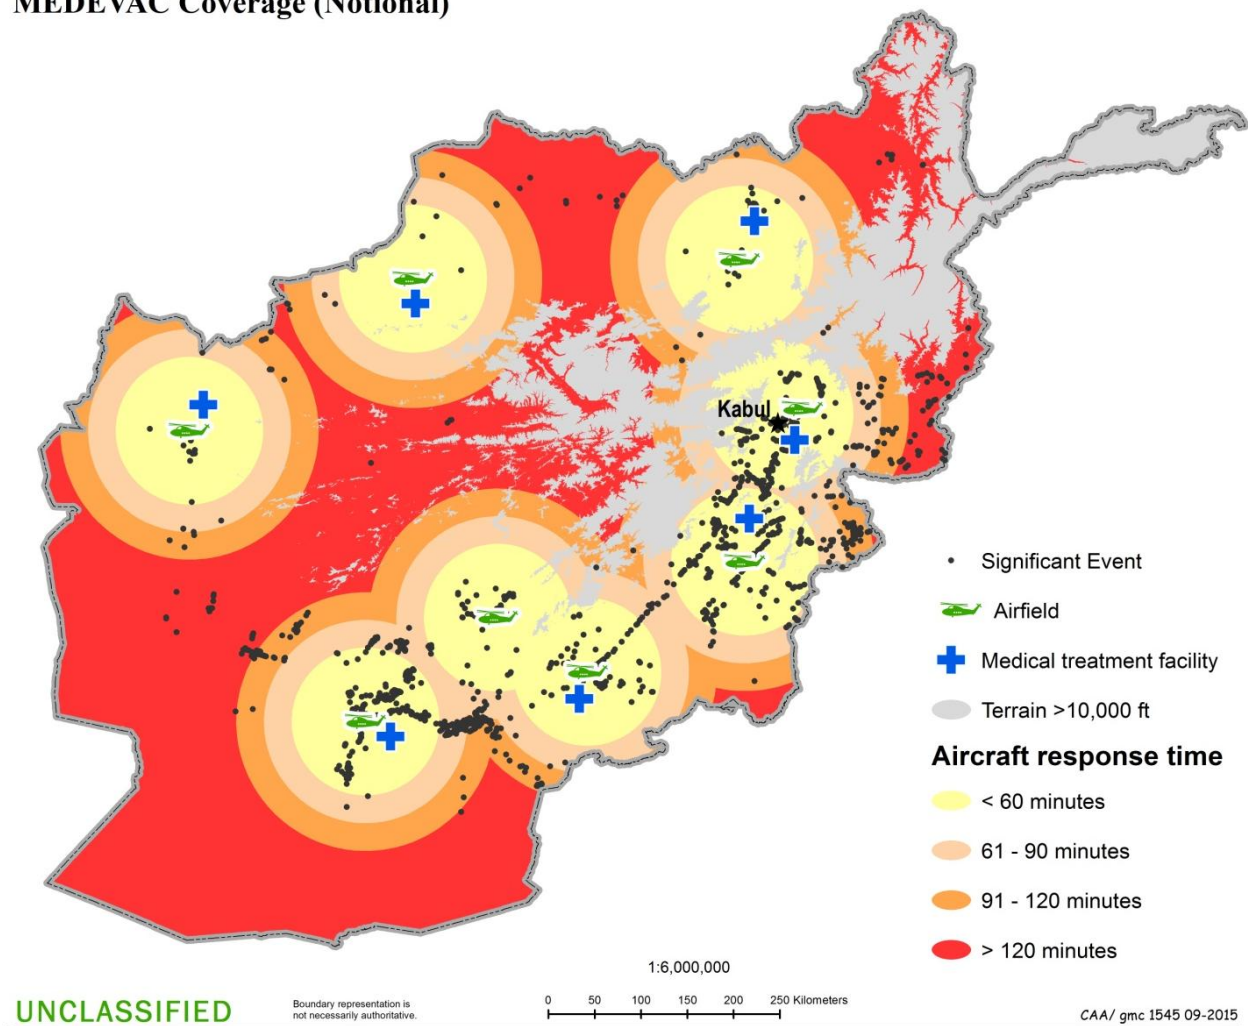 MEDEVAC Coverage (Notional)
Kabul
Significant Event
Airfield
Medical treatment facility
Terrain >10,000 ft
Aircraft response time
< 60 minutes
61 - 90 minutes
91 - 120 minutes
> 120 minutes
1:6,000,000
0 50 100 150 200 250 Kilometers
UNCLASSIFIED
Boundary representation is
not necessarily authoritative.
CAA/ gmc 1545 09-2015